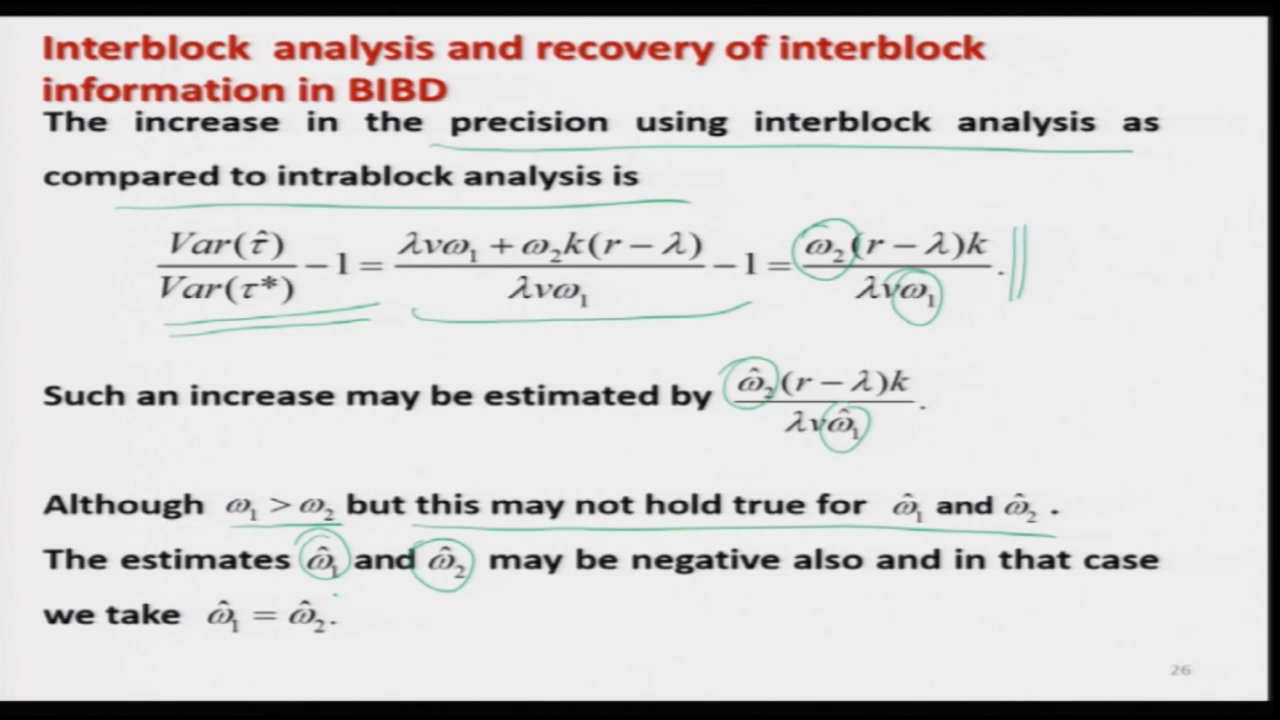 Interblock analysis and recovery of interblock
information in BIBD
The increase in the precision using interblock analysis as
compared to intrablock analysis is
Var(τ̂)/Var(τ*) − 1 = (λvω₁ + ω₂k(r − λ))/(λvω₁) − 1 = (ω₂(r − λ)k)/(λvω₁).
Such an increase may be estimated by (ω̂₂(r − λ)k)/(λvω̂₁).
Although ω₁ > ω₂ but this may not hold true for ω̂₁ and ω̂₂ .
The estimates ω̂₁ and ω̂₂ may be negative also and in that case
we take ω̂₁ = ω̂₂.
26